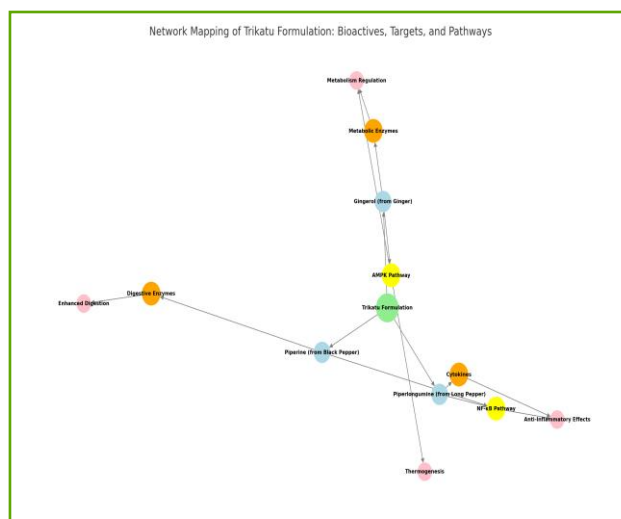 Network Mapping of Trikatu Formulation: Bioactives, Targets, and Pathways
Metabolism Regulation
Metabolic Enzymes
Gingerol (from Ginger)
AMPK Pathway
Digestive Enzymes
Enhanced Digestion
Trikatu Formulation
Piperine (from Black Pepper)
Cytokines
Piperlongumine (from Long Pepper)
NF-kB Pathway
Anti-Inflammatory Effects
Thermogenesis